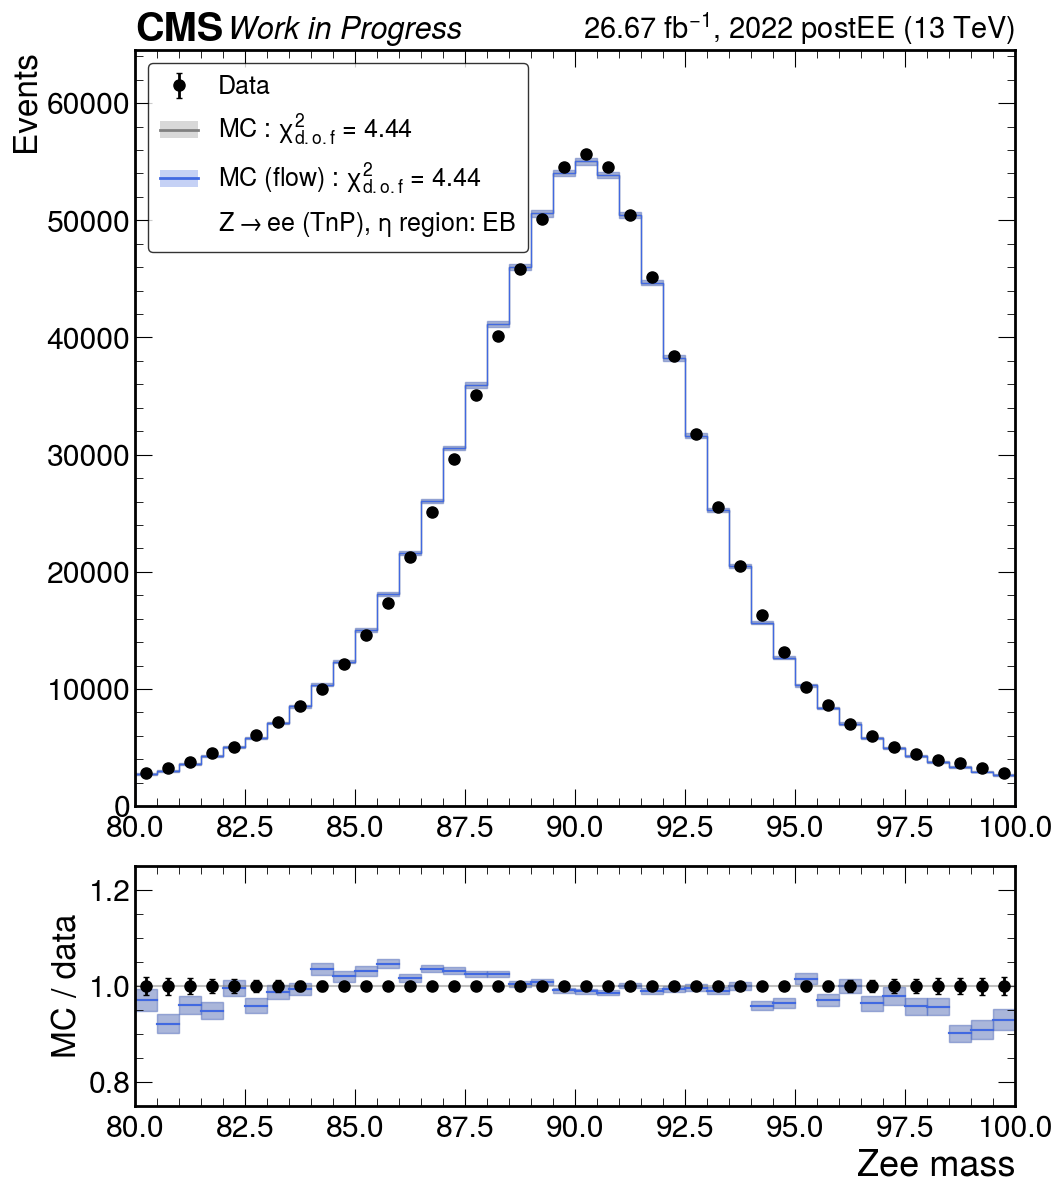 CMS Work in Progress 26.67 fb⁻¹, 2022 postEE (13 TeV)
Events
Data
MC : χ²d.o.f = 4.44
MC (flow) : χ²d.o.f = 4.44
Z→ee (TnP), η region: EB
60000
50000
40000
30000
20000
10000
0
80.0 82.5 85.0 87.5 90.0 92.5 95.0 97.5 100.0
MC / data
1.2
1.0
0.8
80.0 82.5 85.0 87.5 90.0 92.5 95.0 97.5 100.0
Zee mass